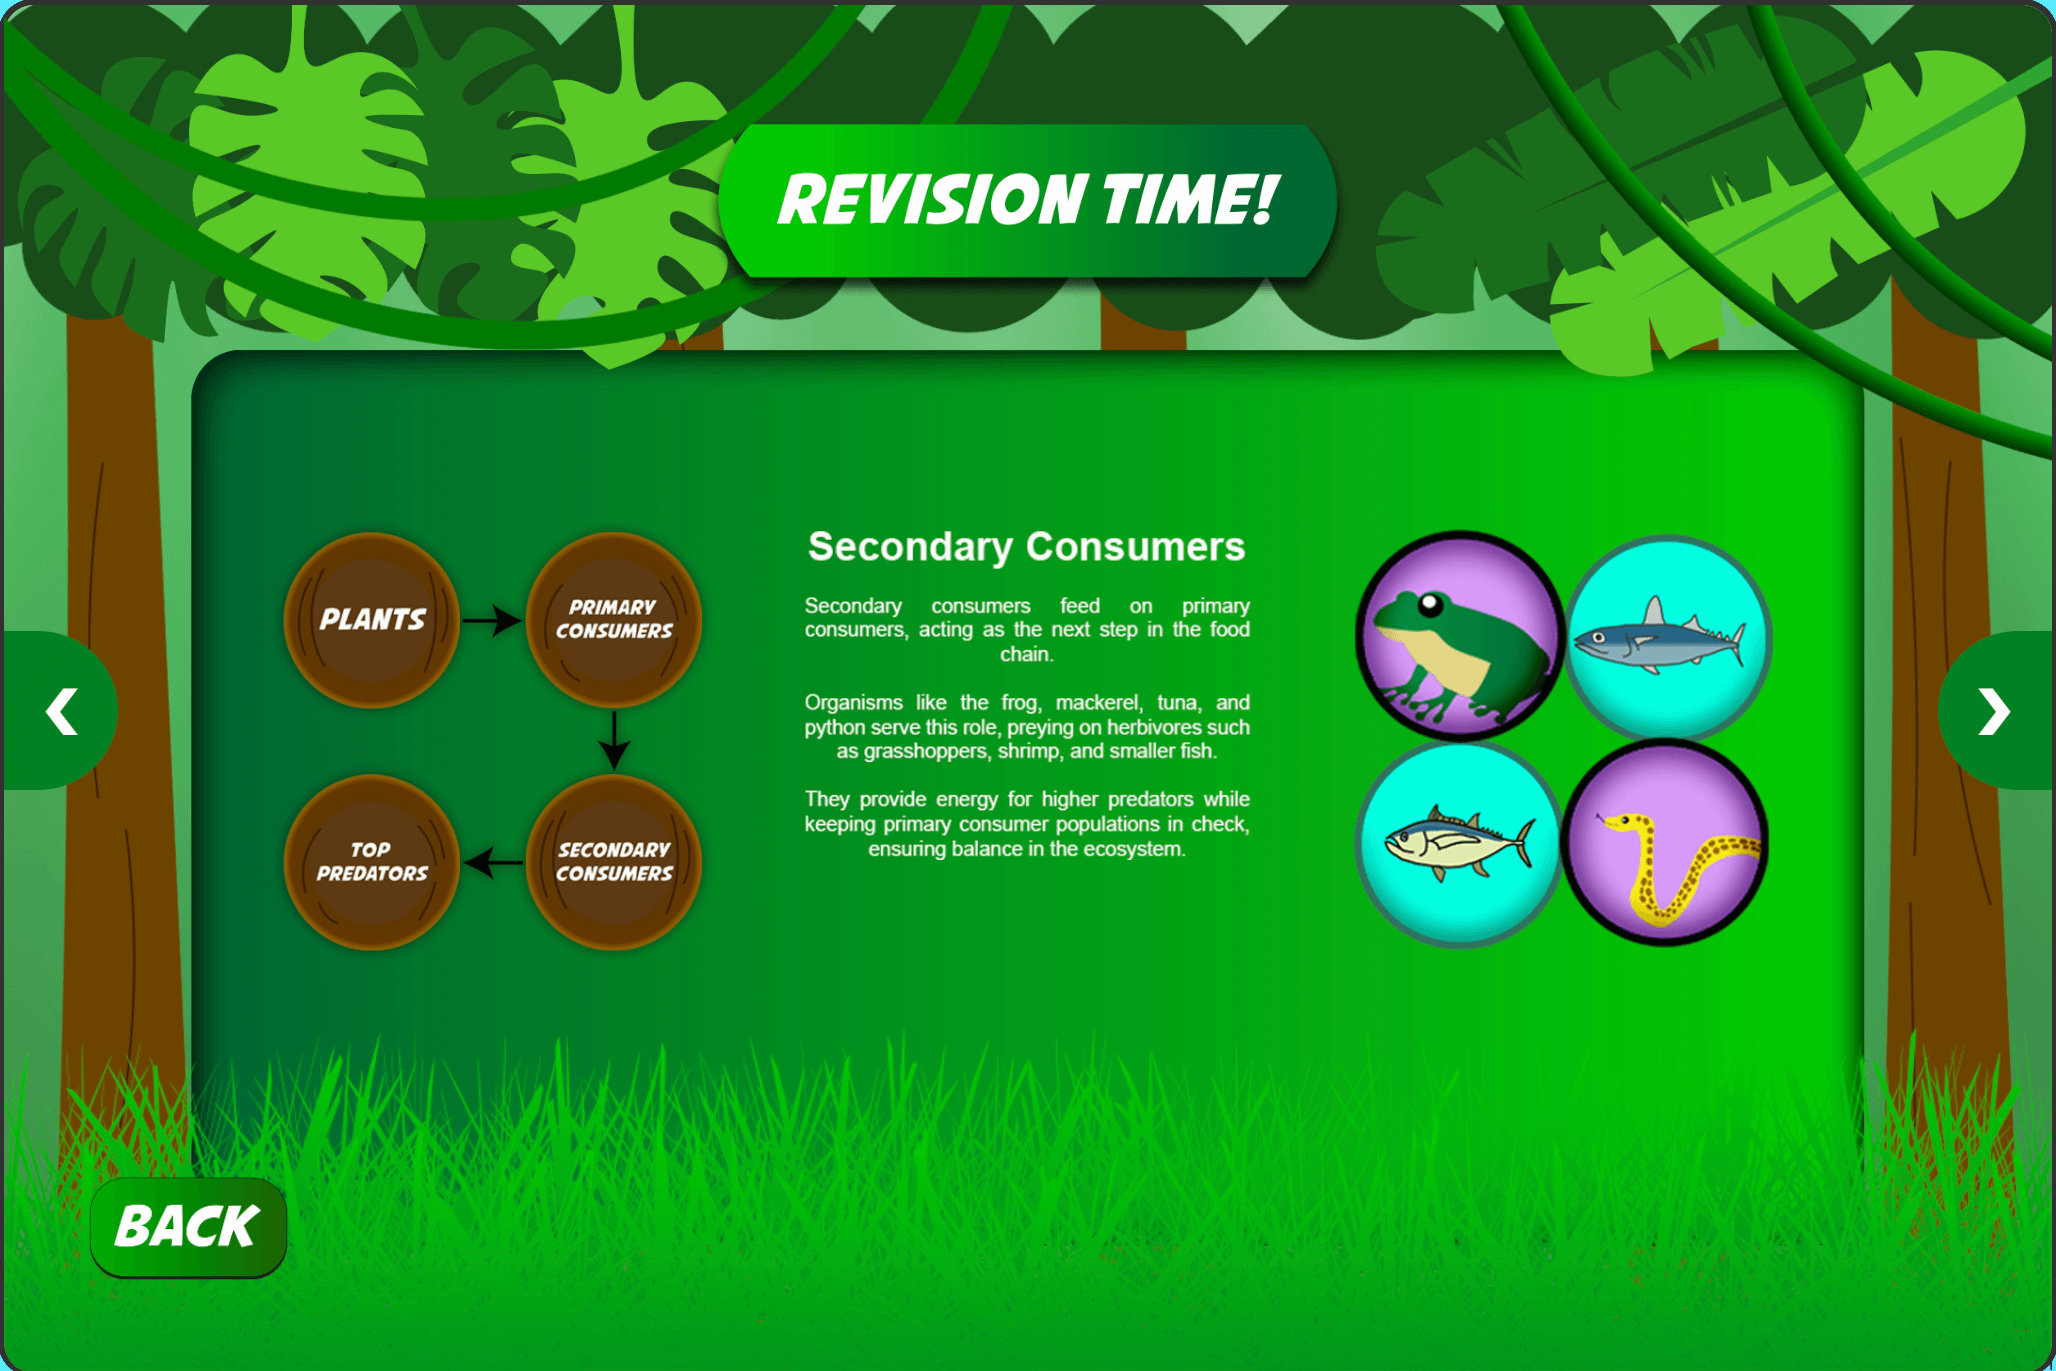 REVISION TIME!
PLANTS
PRIMARY
CONSUMERS
TOP
PREDATORS
SECONDARY
CONSUMERS
Secondary Consumers
Secondary consumers feed on primary
consumers, acting as the next step in the food
chain.
Organisms like the frog, mackerel, tuna, and
python serve this role, preying on herbivores such
as grasshoppers, shrimp, and smaller fish.
They provide energy for higher predators while
keeping primary consumer populations in check,
ensuring balance in the ecosystem.
BACK